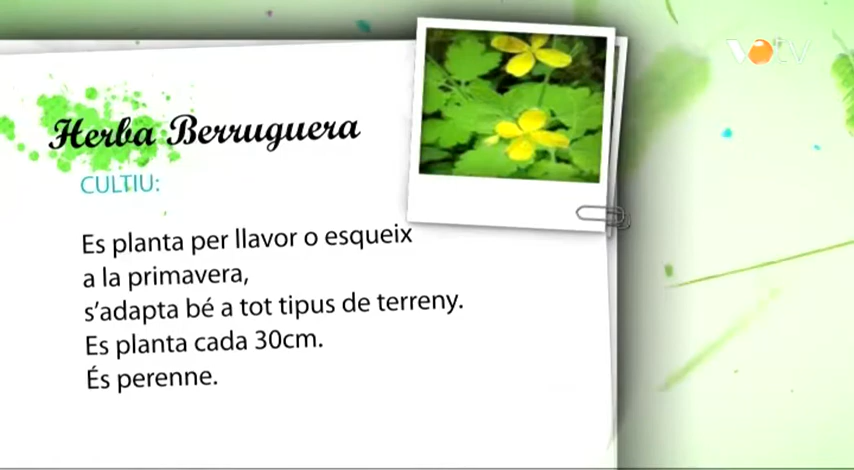 VOtv
Herba Berruguera
CULTIU:
Es planta per llavor o esqueix
a la primavera,
s'adapta bé a tot tipus de terreny.
Es planta cada 30cm.
És perenne.